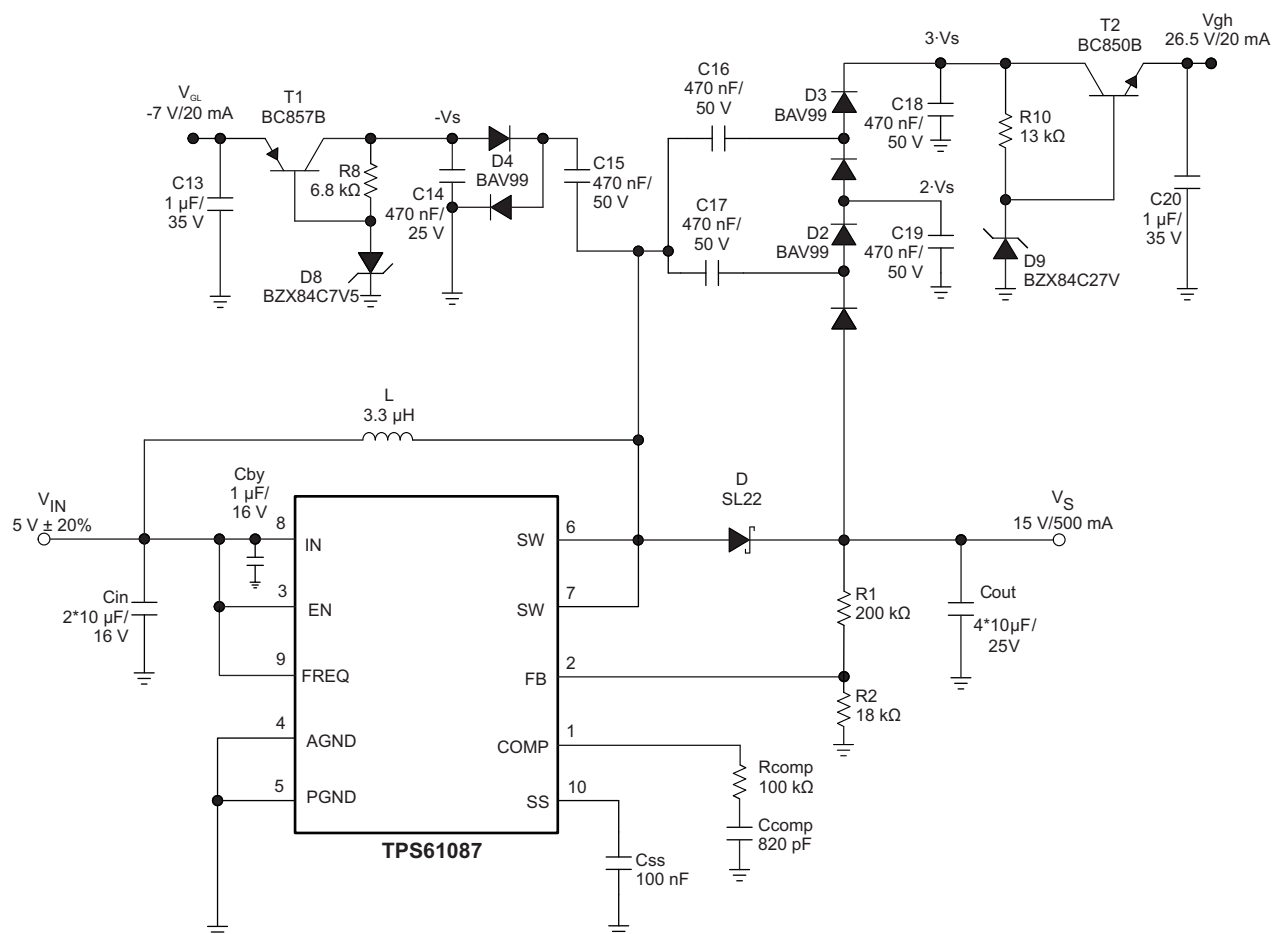 Vgh
26.5 V/20 mA
T2
BC850B
3·Vs
C16
470 nF/
50 V
D3
BAV99
C18
470 nF/
50 V
R10
13 kΩ
V_GL
-7 V/20 mA
T1
BC857B
-Vs
C13
1 µF/
35 V
R8
6.8 kΩ
D8
BZX84C7V5
C14
470 nF/
25 V
D4
BAV99
C15
470 nF/
50 V
C17
470 nF/
50 V
D2
BAV99
2·Vs
C19
470 nF/
50 V
D9
BZX84C27V
C20
1 µF/
35 V
L
3.3 µH
Cby
1 µF/
16 V
V_IN
5 V ± 20%
D
SL22
V_S
15 V/500 mA
Cin
2*10 µF/
16 V
8
IN
3
EN
9
FREQ
4
AGND
5
PGND
6
SW
7
SW
2
FB
1
COMP
10
SS
TPS61087
R1
200 kΩ
R2
18 kΩ
Cout
4*10µF/
25V
Rcomp
100 kΩ
Ccomp
820 pF
Css
100 nF